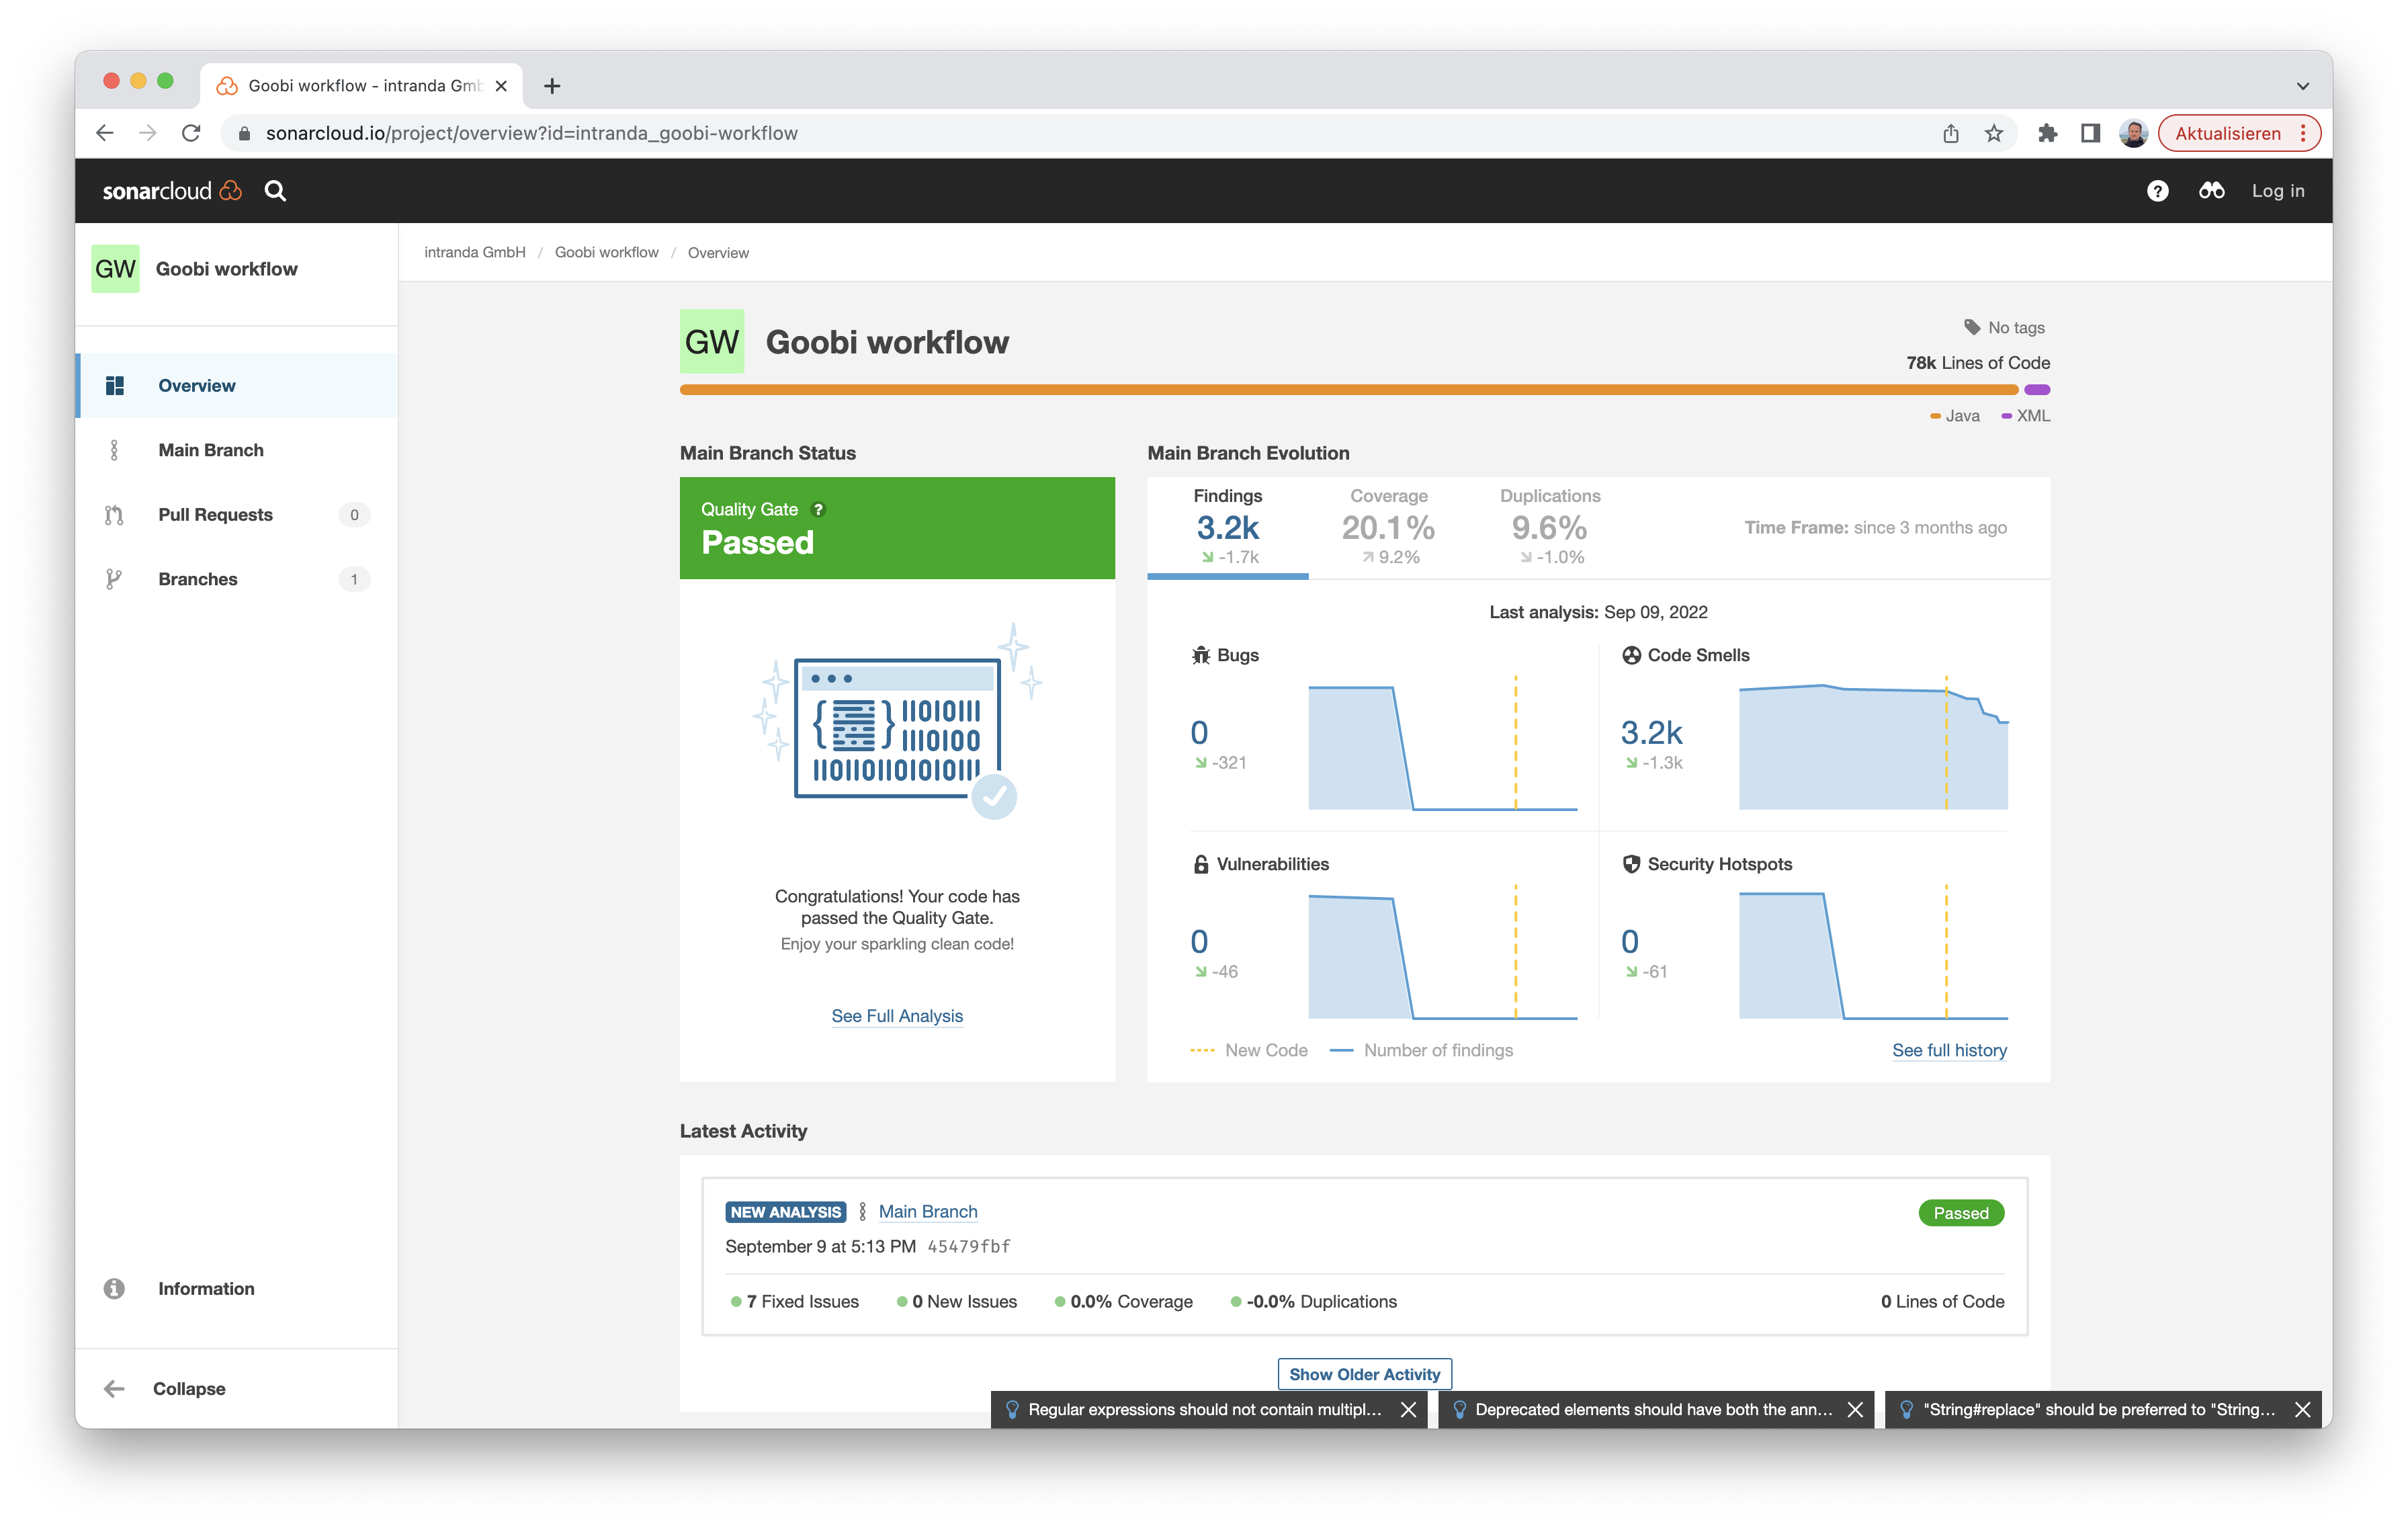 Goobi workflow - intranda Gmb
sonarcloud.io/project/overview?id=intranda_goobi-workflow
Aktualisieren
sonarcloud
?
Log in
GW
Goobi workflow
intranda GmbH / Goobi workflow / Overview
Overview
Main Branch
Pull Requests 0
Branches 1
Information
Collapse
GW
Goobi workflow
No tags
78k Lines of Code
Java XML
Main Branch Status
Quality Gate ?
Passed
{ } 11010111
1110100
1101101101010111
Congratulations! Your code has
passed the Quality Gate.
Enjoy your sparkling clean code!
See Full Analysis
Main Branch Evolution
Findings
3.2k
-1.7k
Coverage
20.1%
9.2%
Duplications
9.6%
-1.0%
Time Frame: since 3 months ago
Last analysis: Sep 09, 2022
Bugs
0
-321
Code Smells
3.2k
-1.3k
Vulnerabilities
0
-46
Security Hotspots
0
-61
New Code Number of findings
See full history
Latest Activity
NEW ANALYSIS Main Branch
Passed
September 9 at 5:13 PM 45479fbf
7 Fixed Issues 0 New Issues 0.0% Coverage -0.0% Duplications
0 Lines of Code
Show Older Activity
Regular expressions should not contain multipl...
Deprecated elements should have both the ann...
"String#replace" should be preferred to "String...